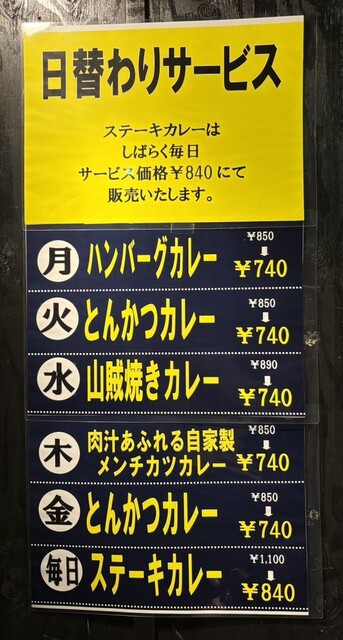 日替わりサービス
ステーキカレーは
しばらく毎日
サービス価格￥840にて
販売いたします。
月 ハンバーグカレー ￥850 ⬇ ￥740
火 とんかつカレー ￥850 ⬇ ￥740
水 山賊焼きカレー ￥890 ⬇ ￥740
木 肉汁あふれる自家製 ￥850
メンチカツカレー ⬇ ￥740
金 とんかつカレー ￥850 ⬇ ￥740
毎日 ステーキカレー ￥1,100 ⬇ ￥840